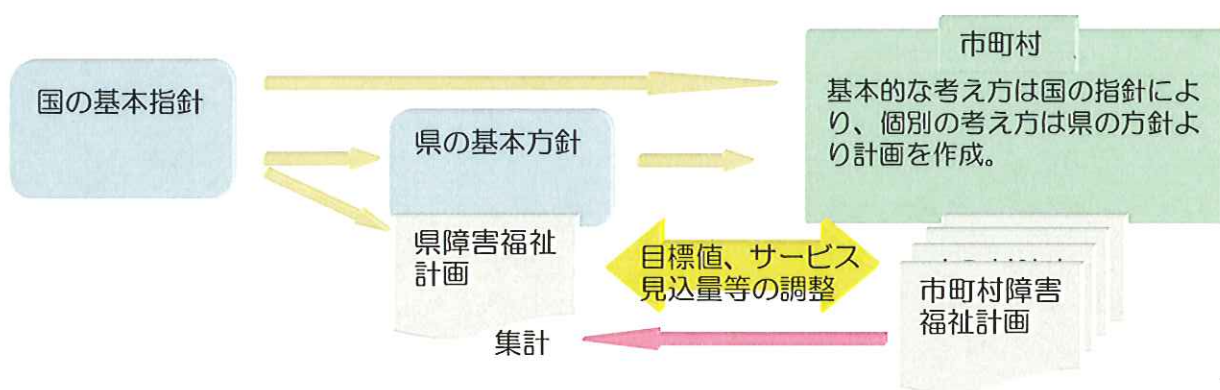 国の基本指針
県の基本方針
県障害福祉
計画
市町村
基本的な考え方は国の指針によ
り、個別の考え方は県の方針よ
り計画を作成。
目標値、サービス
見込量等の調整
市町村障害
福祉計画
集計